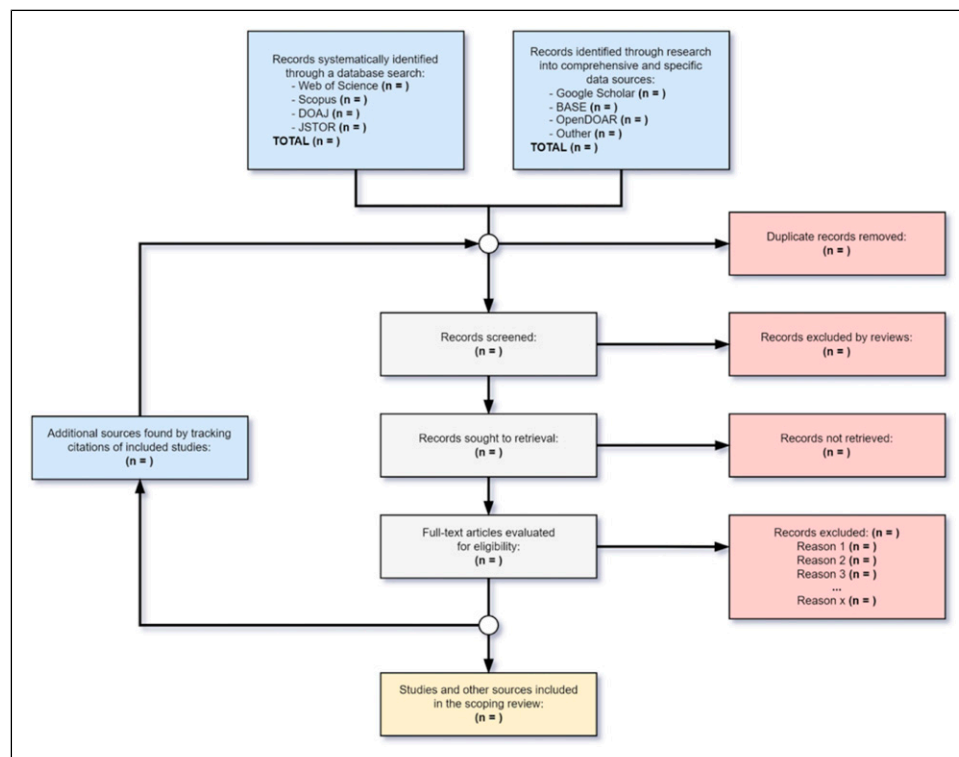 Records systematically identified
through a database search:
- Web of Science (n = )
- Scopus (n = )
- DOAJ (n = )
- JSTOR (n = )
TOTAL (n = )
Records identified through research
into comprehensive and specific
data sources:
- Google Scholar (n = )
- BASE (n = )
- OpenDOAR (n = )
- Outher (n = )
TOTAL (n = )
Duplicate records removed:
(n = )
Records screened:
(n = )
Records excluded by reviews:
(n = )
Additional sources found by tracking
citations of included studies:
(n = )
Records sought to retrieval:
(n = )
Records not retrieved:
(n = )
Full-text articles evaluated
for eligibility:
(n = )
Records excluded: (n = )
Reason 1 (n = )
Reason 2 (n = )
Reason 3 (n = )
...
Reason x (n = )
Studies and other sources included
in the scoping review:
(n = )